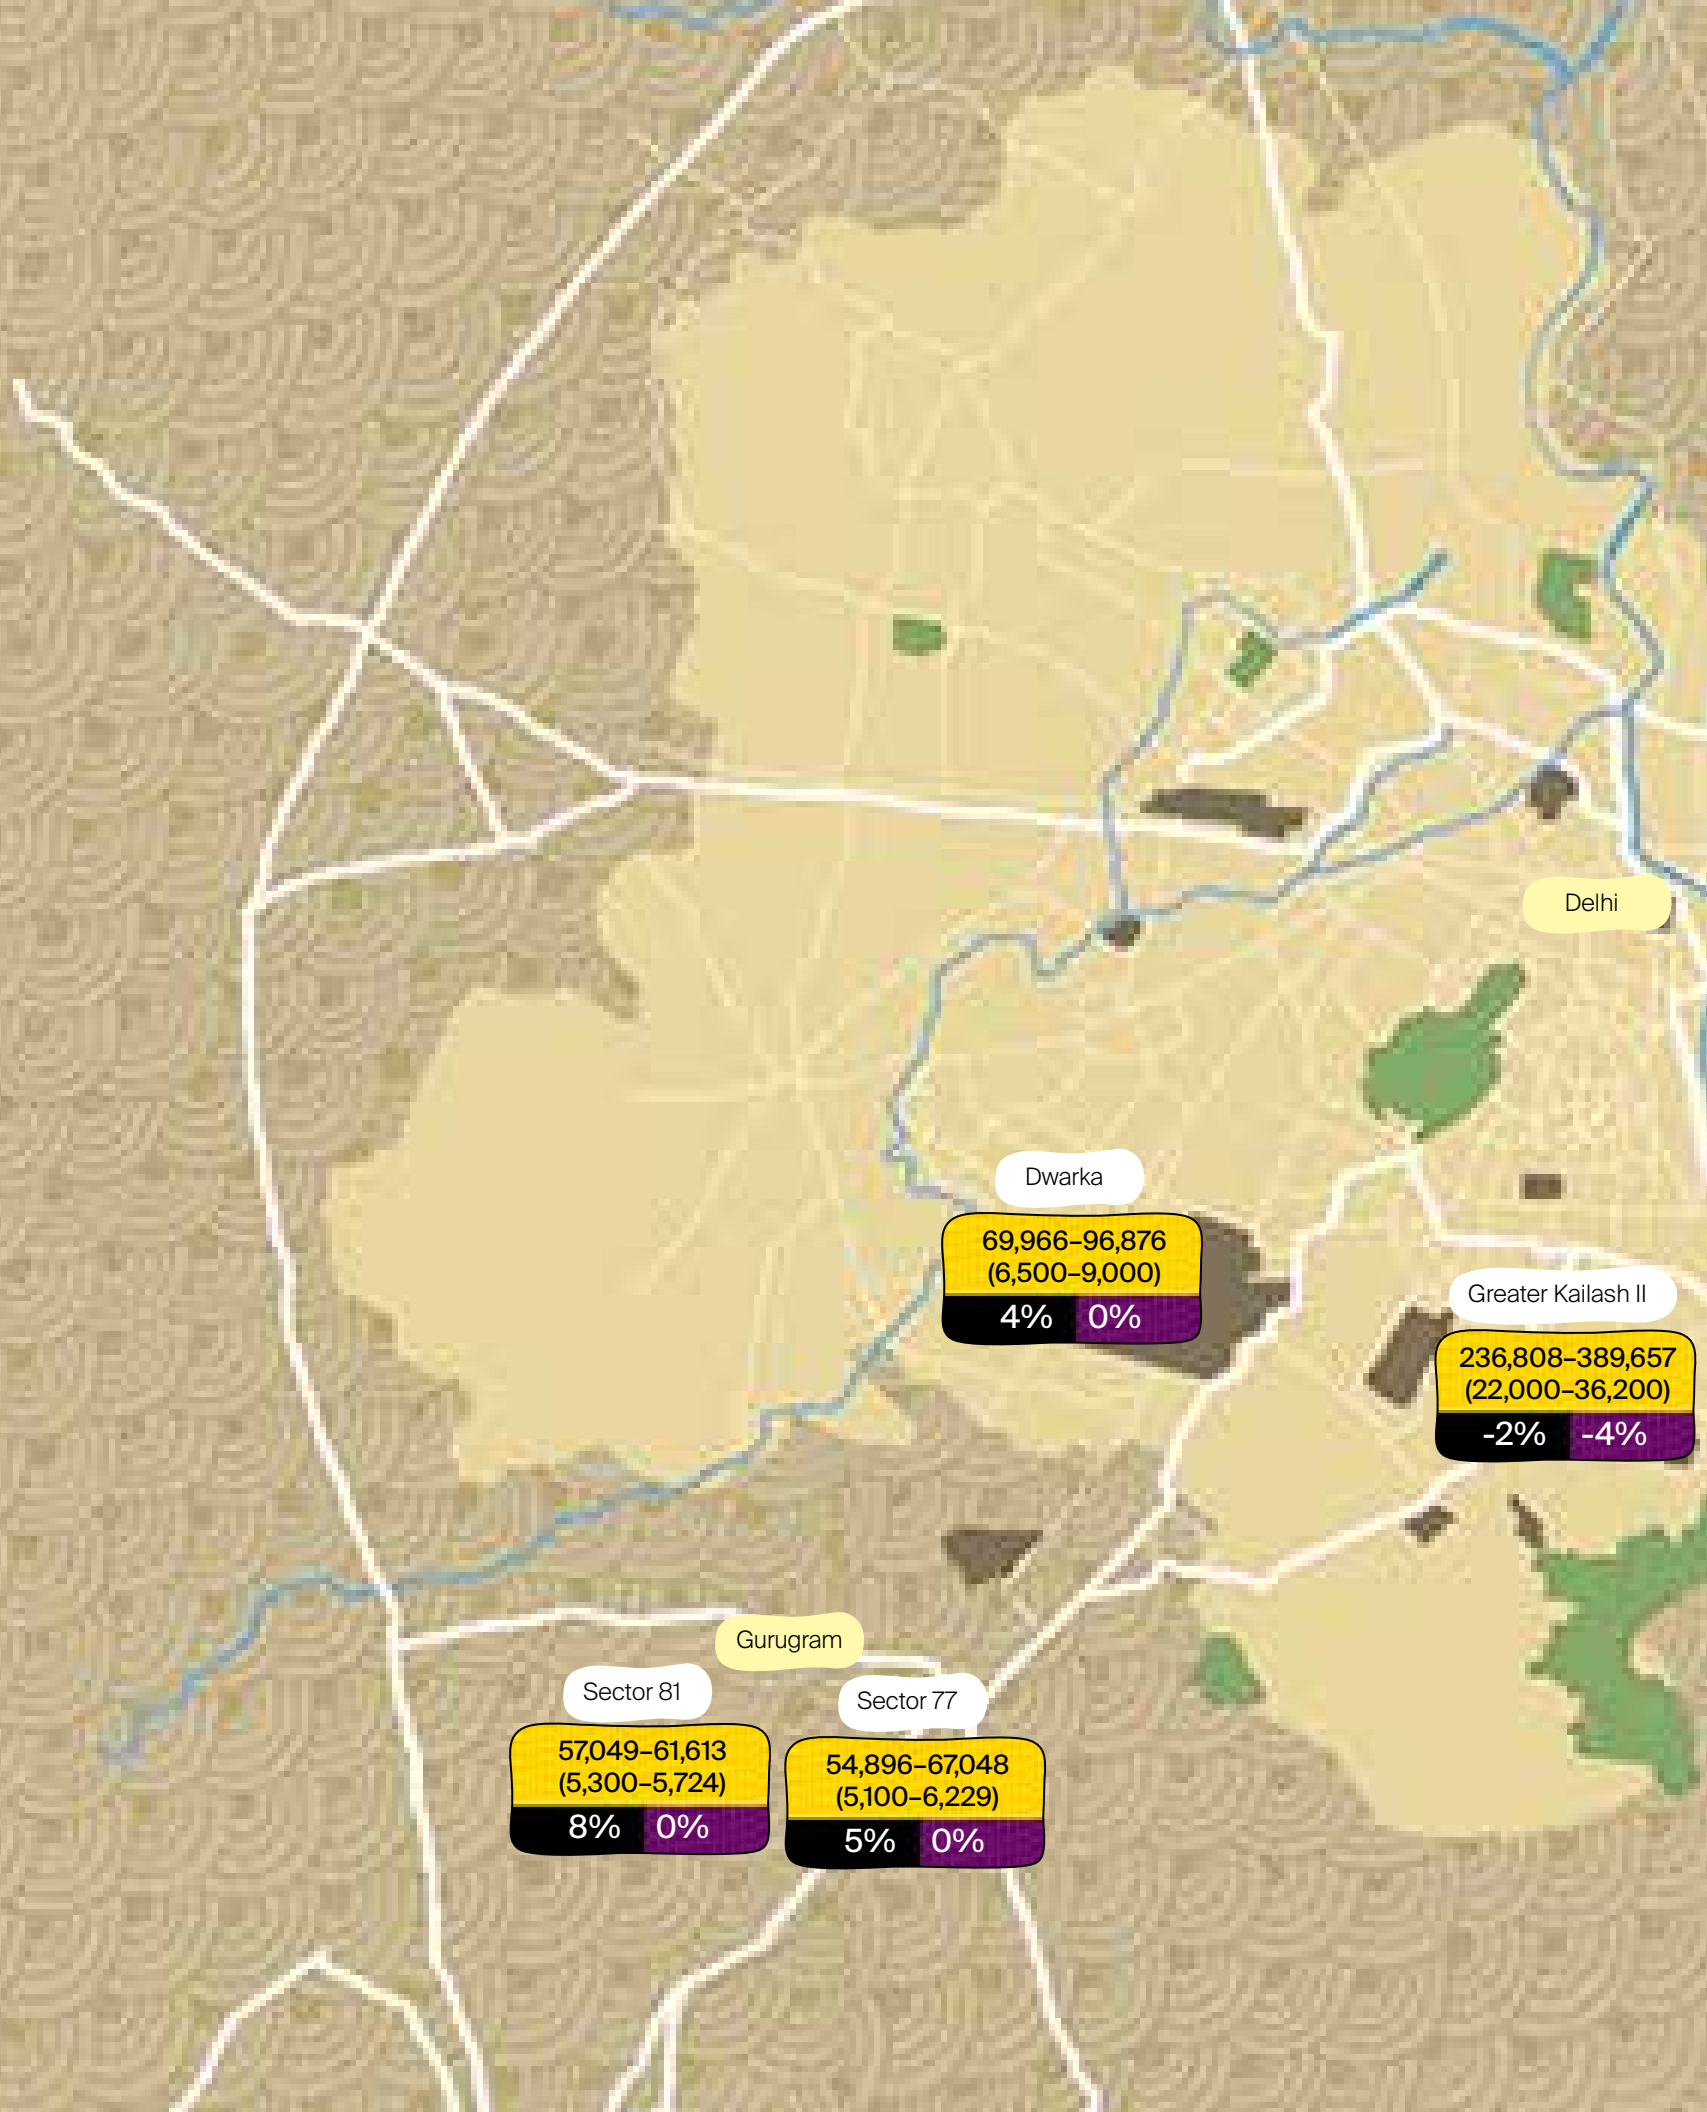 Delhi
Dwarka
69,966–96,876
(6,500–9,000)
4% 0%
Greater Kailash II
236,808–389,657
(22,000–36,200)
-2% -4%
Gurugram
Sector 81
57,049–61,613
(5,300–5,724)
8% 0%
Sector 77
54,896–67,048
(5,100–6,229)
5% 0%